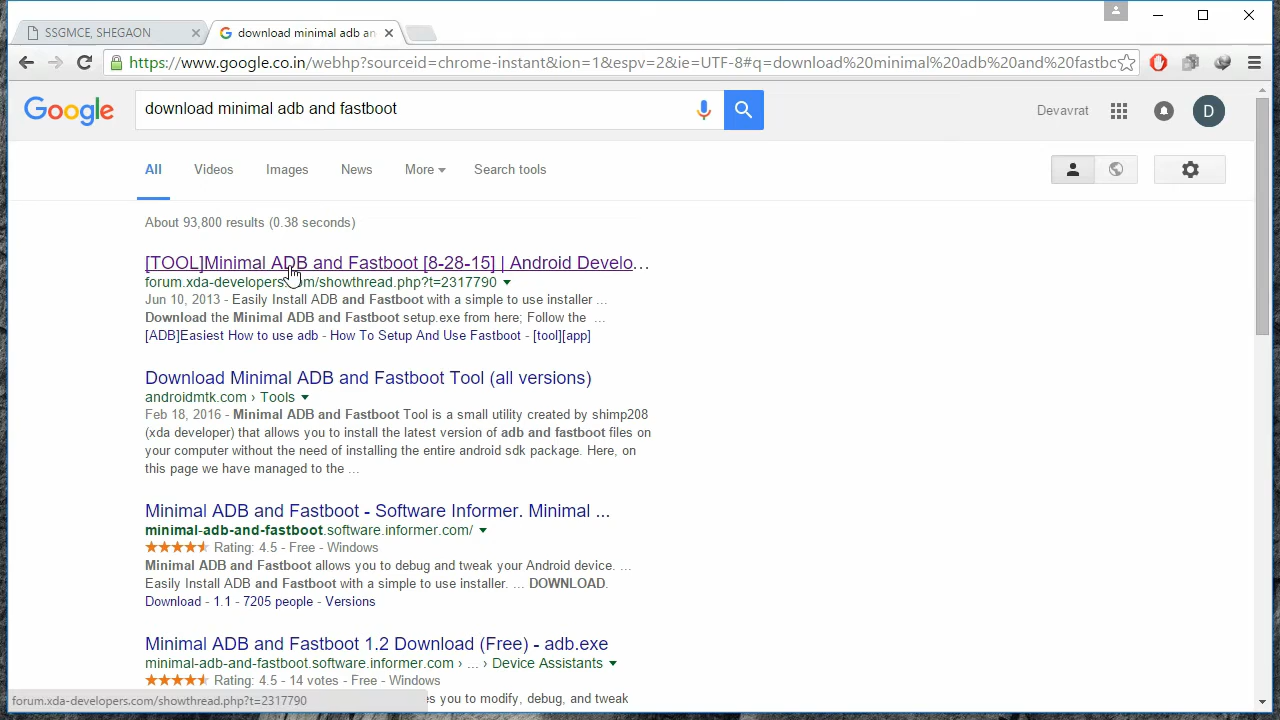 SSGMCE, SHEGAON
download minimal adb an
https://www.google.co.in/webhp?sourceid=chrome-instant&ion=1&espv=2&ie=UTF-8#q=download%20minimal%20adb%20and%20fastbc
Google
download minimal adb and fastboot
Devavrat
D
All Videos Images News More Search tools
About 93,800 results (0.38 seconds)
[TOOL]Minimal ADB and Fastboot [8-28-15] | Android Develo...
forum.xda-developers.com/showthread.php?t=2317790
Jun 10, 2013 - Easily Install ADB and Fastboot with a simple to use installer ...
Download the Minimal ADB and Fastboot setup.exe from here; Follow the ...
[ADB]Easiest How to use adb - How To Setup And Use Fastboot - [tool][app]
Download Minimal ADB and Fastboot Tool (all versions)
androidmtk.com › Tools
Feb 18, 2016 - Minimal ADB and Fastboot Tool is a small utility created by shimp208
(xda developer) that allows you to install the latest version of adb and fastboot files on
your computer without the need of installing the entire android sdk package. Here, on
this page we have managed to the ...
Minimal ADB and Fastboot - Software Informer. Minimal ...
minimal-adb-and-fastboot.software.informer.com/
Rating: 4.5 - Free - Windows
Minimal ADB and Fastboot allows you to debug and tweak your Android device. ...
Easily Install ADB and Fastboot with a simple to use installer. ... DOWNLOAD.
Download - 1.1 - 7205 people - Versions
Minimal ADB and Fastboot 1.2 Download (Free) - adb.exe
minimal-adb-and-fastboot.software.informer.com › ... › Device Assistants
Rating: 4.5 - 14 votes - Free - Windows
s you to modify, debug, and tweak
forum.xda-developers.com/showthread.php?t=2317790